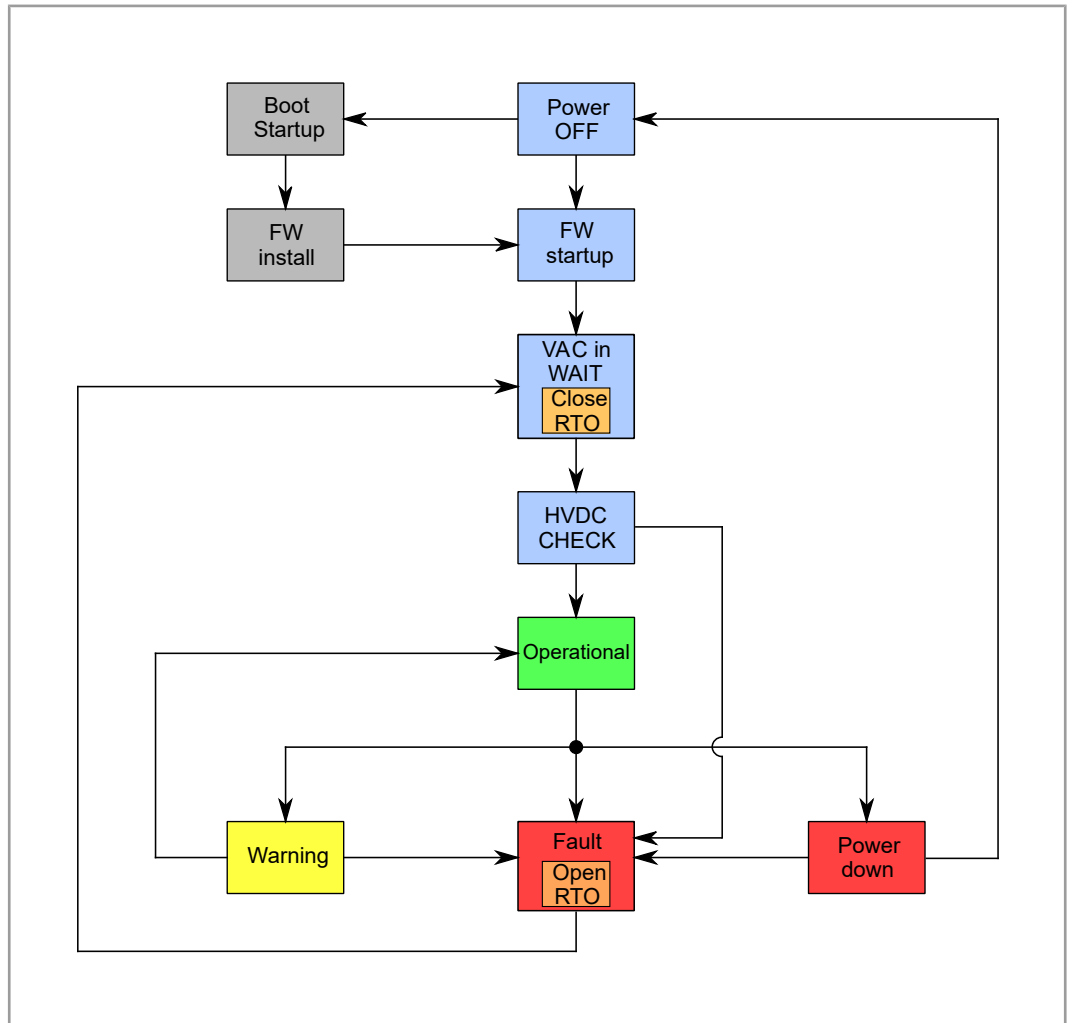 Boot
Startup
Power
OFF
FW
install
FW
startup
VAC in
WAIT
Close
RTO
HVDC
CHECK
Operational
Warning
Fault
Open
RTO
Power
down